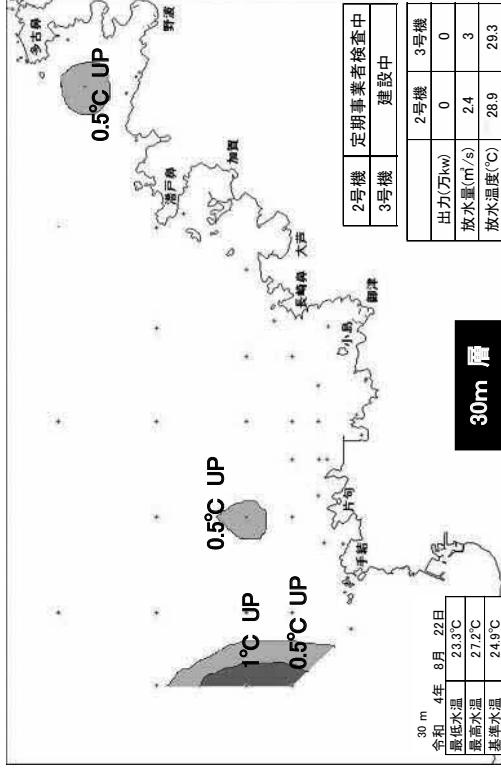 多古鼻
野波
0.5℃ UP
潜戸鼻
加賀
大芦
長崎鼻
御津
小島
0.5℃ UP
片句
手結
1℃ UP
0.5℃ UP
2号機 定期事業者検査中
3号機 建設中
2号機 3号機
出力(万kw) 0 0
放水量(㎥/s) 2.4 3
放水温度(℃) 28.9 29.3
30m 層
30 m
令和 4年 8月 22日
最低水温 23.3℃
最高水温 27.2℃
基準水温 24.9℃